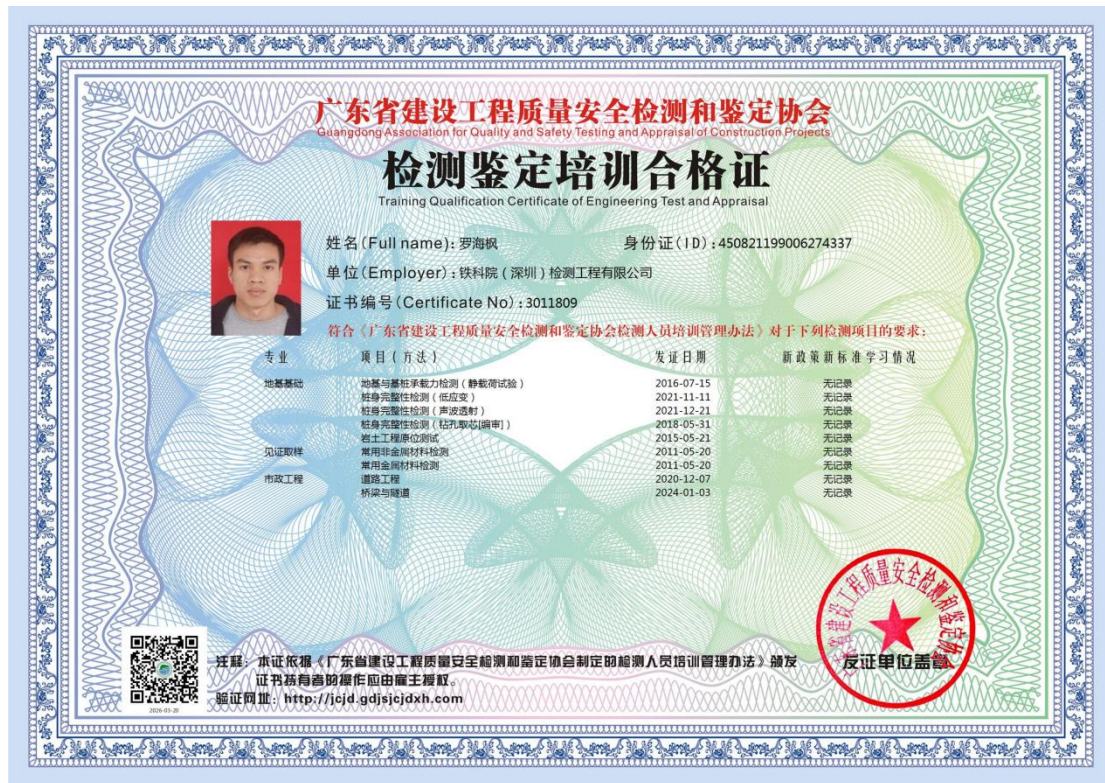 广东省建设工程质量安全检测和鉴定协会
Guangdong Association for Quality and Safety Testing and Appraisal of Construction Projects
检测鉴定培训合格证
Training Qualification Certificate of Engineering Test and Appraisal
姓名(Full name): 罗海枫 身份证(ID): 450821199006274337
单位(Employer): 铁科院（深圳）检测工程有限公司
证书编号(Certificate No): 3011809
符合《广东省建设工程质量安全检测和鉴定协会检测人员培训管理办法》对于下列检测项目的要求:
专业 项目（方法） 发证日期 新政策新标准学习情况
地基基础 地基与基桩承载力检测（静载荷试验） 2016-07-15 无记录
桩身完整性检测（低应变） 2021-11-11 无记录
桩身完整性检测（声波透射） 2021-12-21 无记录
桩身完整性检测（钻孔取芯[编审]） 2018-05-31 无记录
岩土工程原位测试 2015-05-21 无记录
见证取样 常用非金属材料检测 2011-05-20 无记录
常用金属材料检测 2011-05-20 无记录
市政工程 道路工程 2020-12-07 无记录
桥梁与隧道 2024-01-03 无记录
广东省建设工程质量安全检测和鉴定协会
发证单位盖章
注释: 本证依据《广东省建设工程质量安全检测和鉴定协会制定的检测人员培训管理办法》颁发
证书持有者的操作应由雇主授权。
验证网址: http://jcjd.gdjsjcjdxh.com
2026-03-20